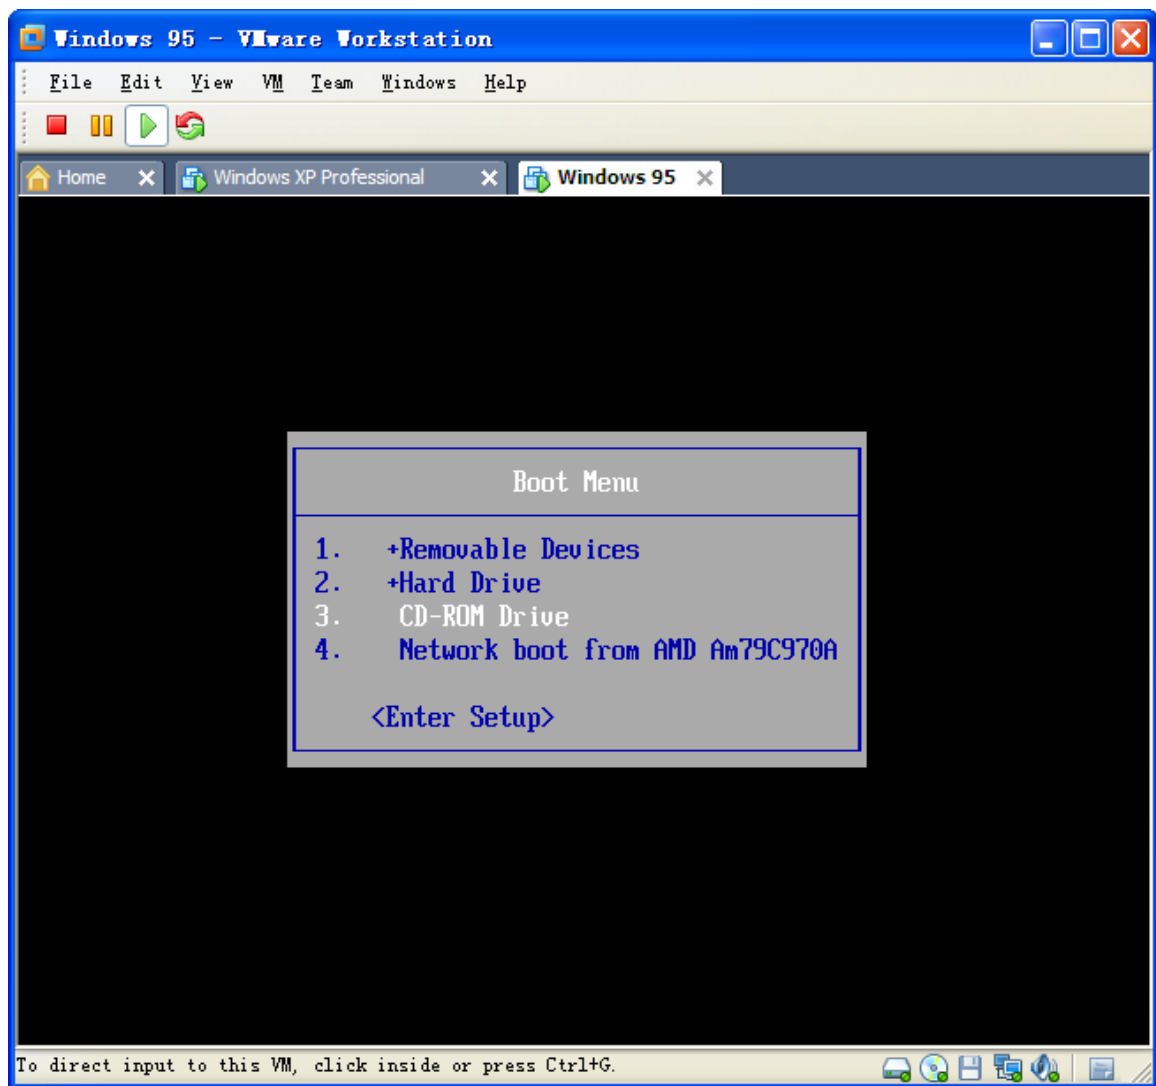 Windows 95 - VMware Workstation
File Edit View VM Team Windows Help
Home Windows XP Professional Windows 95
Boot Menu
1. +Removable Devices
2. +Hard Drive
3. CD-ROM Drive
4. Network boot from AMD Am79C970A
<Enter Setup>
To direct input to this VM, click inside or press Ctrl+G.